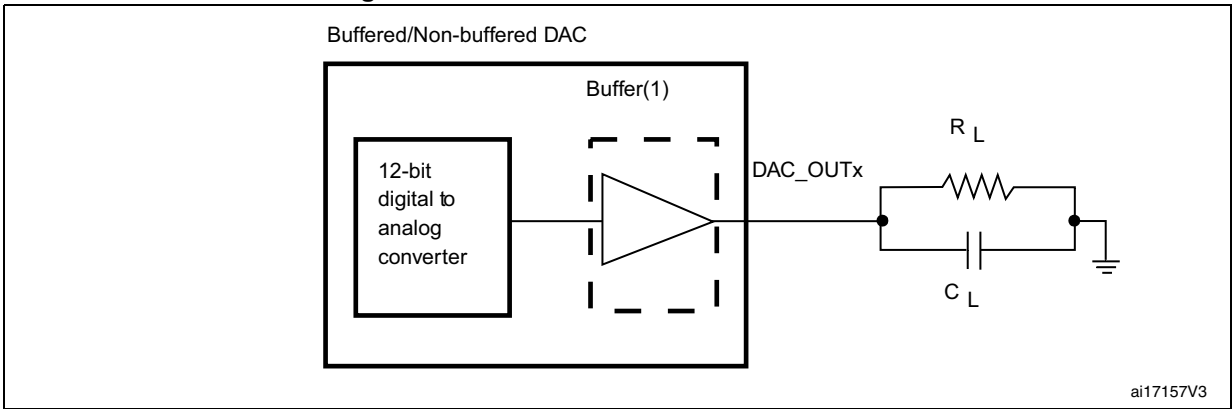 Buffered/Non-buffered DAC
Buffer(1)
12-bit
digital to
analog
converter
DAC_OUTx
R L
C L
ai17157V3